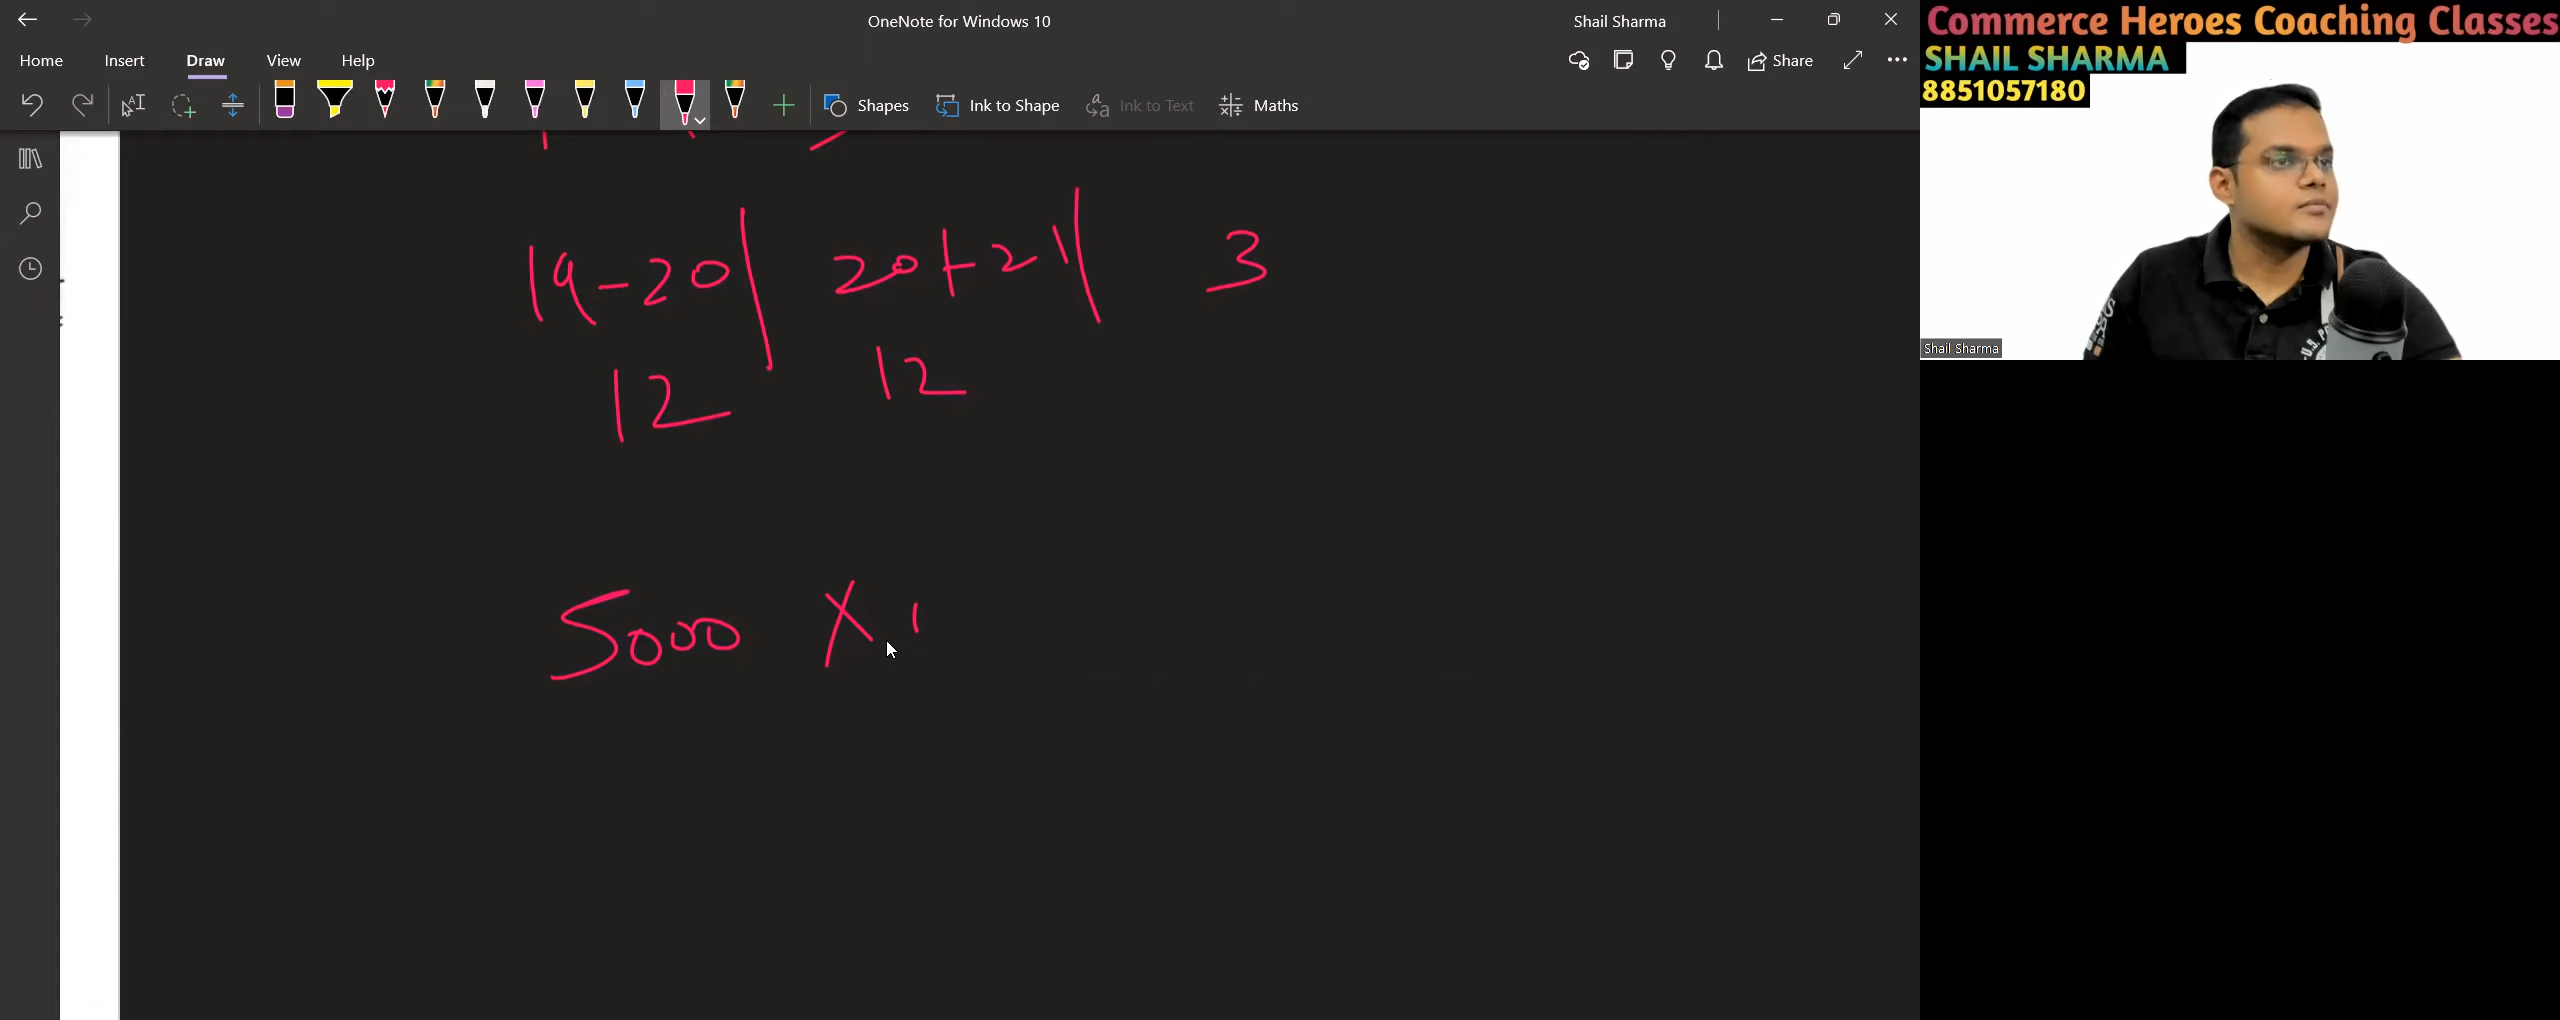 OneNote for Windows 10
Shail Sharma
Home Insert Draw View Help
Share
Shapes Ink to Shape Ink to Text Maths
Commerce Heroes Coaching Classes
SHAIL SHARMA
8851057180
Shail Sharma
19-20 | 20-21 | 3
12 12
5000 X 1